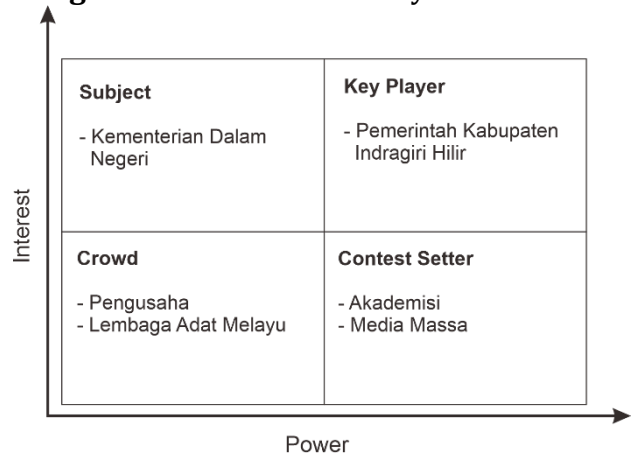 Subject
- Kementerian Dalam
Negeri
Key Player
- Pemerintah Kabupaten
Indragiri Hilir
Interest
Crowd
- Pengusaha
- Lembaga Adat Melayu
Contest Setter
- Akademisi
- Media Massa
Power